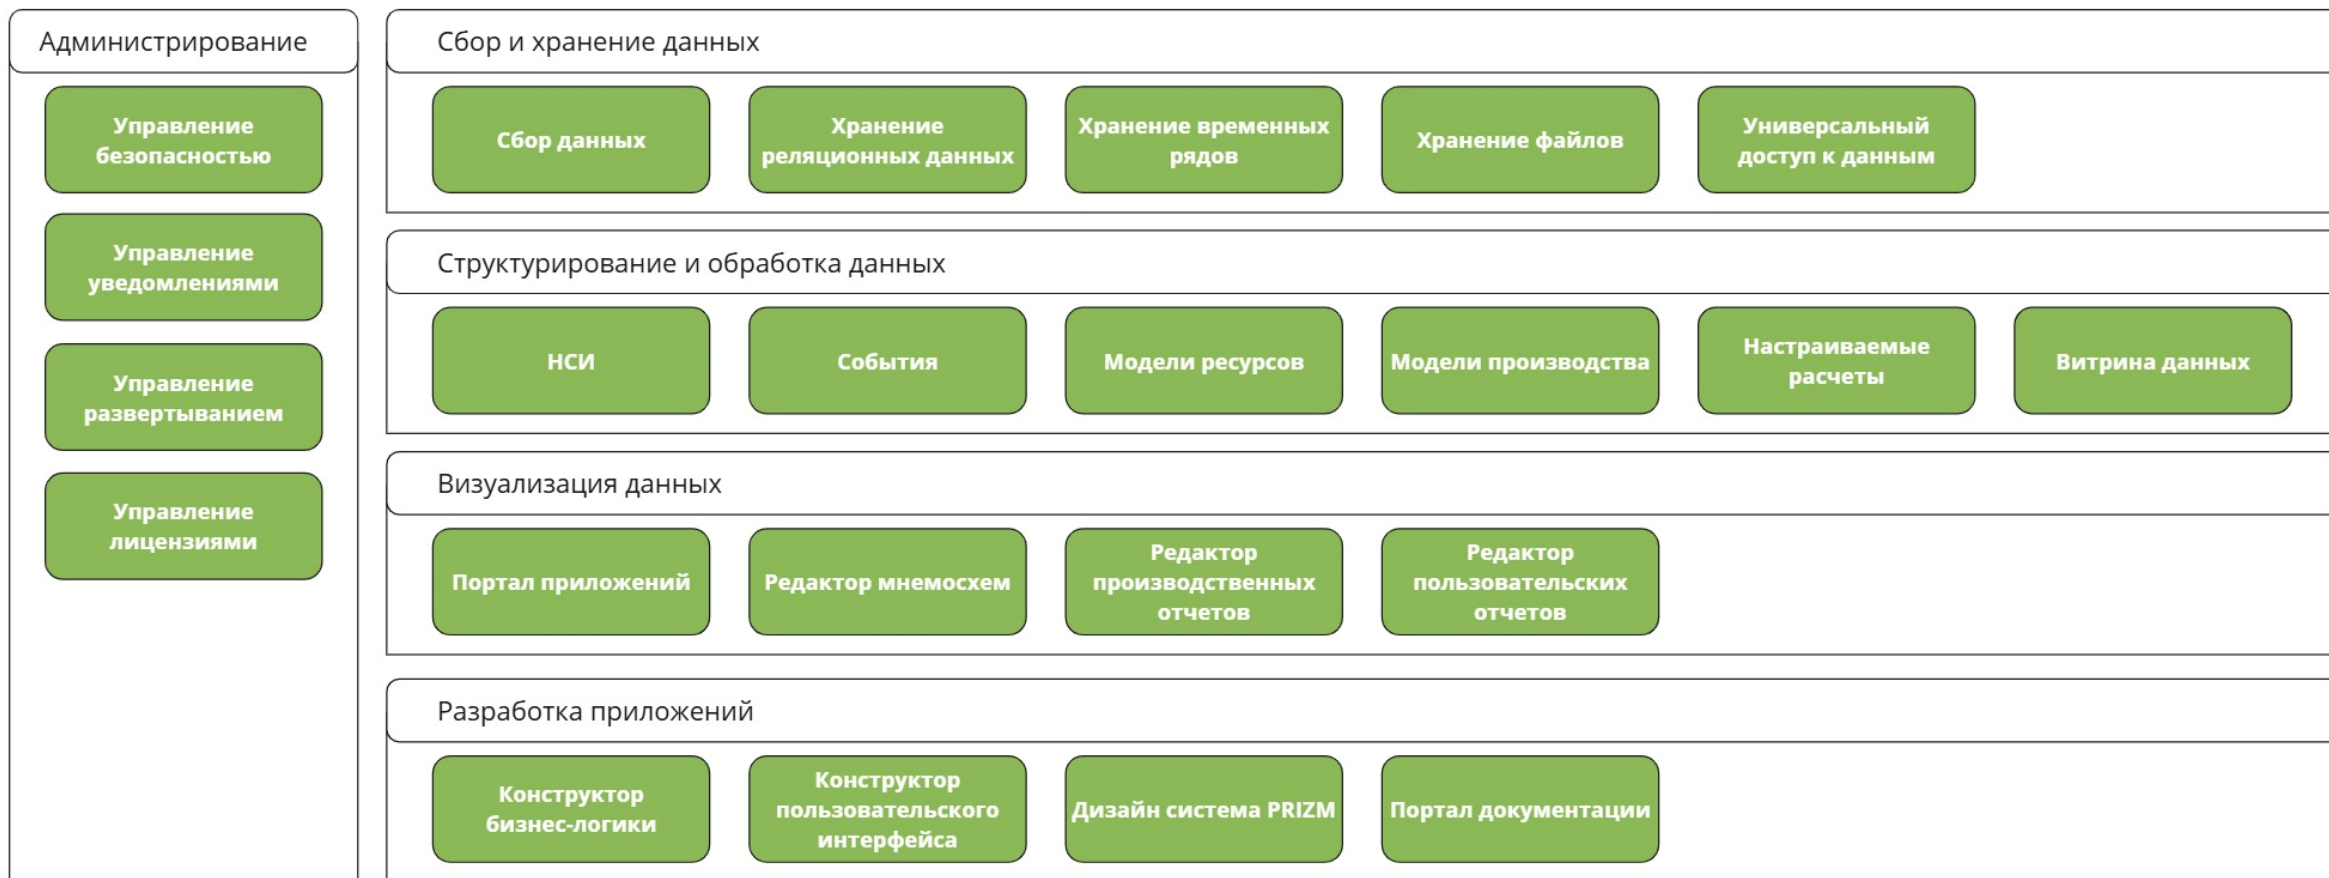 Администрирование
Управление
безопасностью
Управление
уведомлениями
Управление
развертыванием
Управление
лицензиями
Сбор и хранение данных
Сбор данных
Хранение
реляционных данных
Хранение временных
рядов
Хранение файлов
Универсальный
доступ к данным
Структурирование и обработка данных
НСИ
События
Модели ресурсов
Модели производства
Настраиваемые
расчеты
Витрина данных
Визуализация данных
Портал приложений
Редактор мнемосхем
Редактор
производственных
отчетов
Редактор
пользовательских
отчетов
Разработка приложений
Конструктор
бизнес-логики
Конструктор
пользовательского
интерфейса
Дизайн система PRIZM
Портал документации